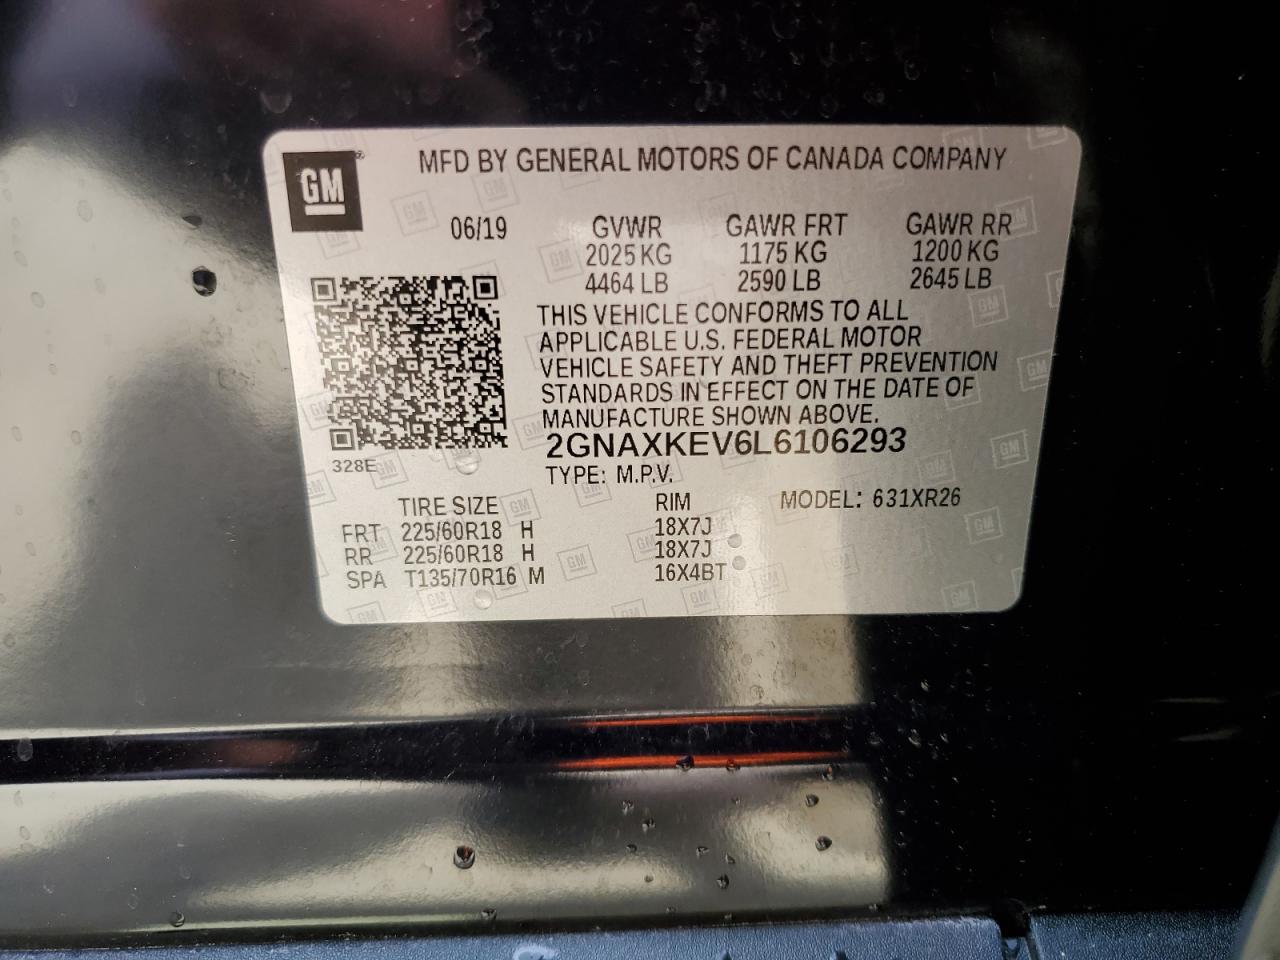 GM
MFD BY GENERAL MOTORS OF CANADA COMPANY
06/19 GVWR GAWR FRT GAWR RR
2025 KG 1175 KG 1200 KG
4464 LB 2590 LB 2645 LB
THIS VEHICLE CONFORMS TO ALL
APPLICABLE U.S. FEDERAL MOTOR
VEHICLE SAFETY AND THEFT PREVENTION
STANDARDS IN EFFECT ON THE DATE OF
MANUFACTURE SHOWN ABOVE.
2GNAXKEV6L6106293
328E
TYPE: M.P.V.
TIRE SIZE RIM MODEL: 631XR26
FRT 225/60R18 H 18X7J
RR 225/60R18 H 18X7J
SPA T135/70R16 M 16X4BT